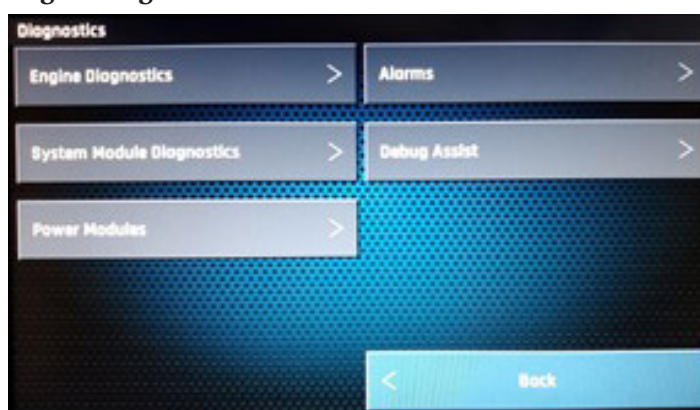 Diagnostics
Engine Diagnostics > Alarms >
System Module Diagnostics > Debug Assist >
Power Modules >
< Back